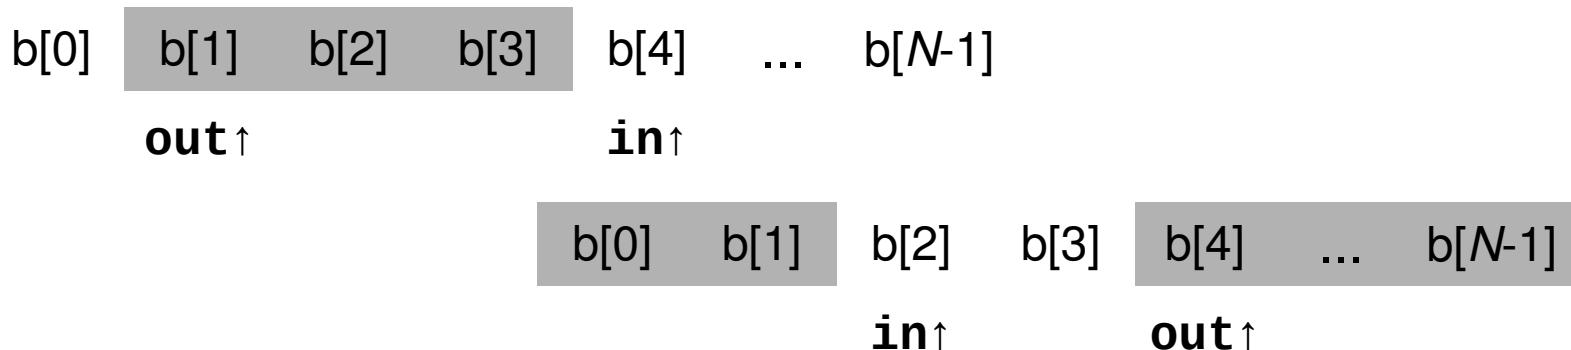 b[0] b[1] b[2] b[3] b[4] ... b[N-1]
out↑ in↑
b[0] b[1] b[2] b[3] b[4] ... b[N-1]
in↑ out↑